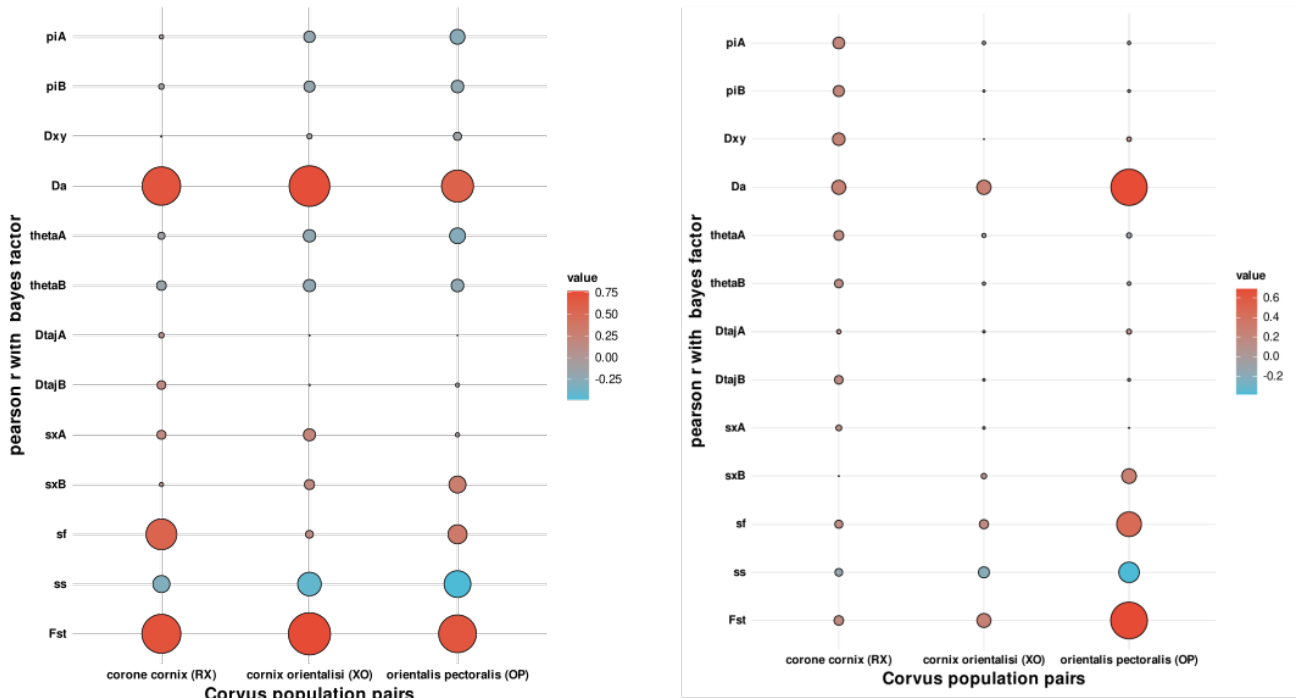 piA
piB
Dxy
Da
thetaA
thetaB
DtajA
DtajB
sxA
sxB
sf
ss
Fst
pearson r with bayes factor
corone cornix (RX) cornix orientalisi (XO) orientalis pectoralis (OP)
Corvus population pairs
value
0.75
0.50
0.25
0.00
-0.25
piA
piB
Dxy
Da
thetaA
thetaB
DtajA
DtajB
sxA
sxB
sf
ss
Fst
pearson r with bayes factor
corone cornix (RX) cornix orientalisi (XO) orientalis pectoralis (OP)
Corvus population pairs
value
0.6
0.4
0.2
0.0
-0.2